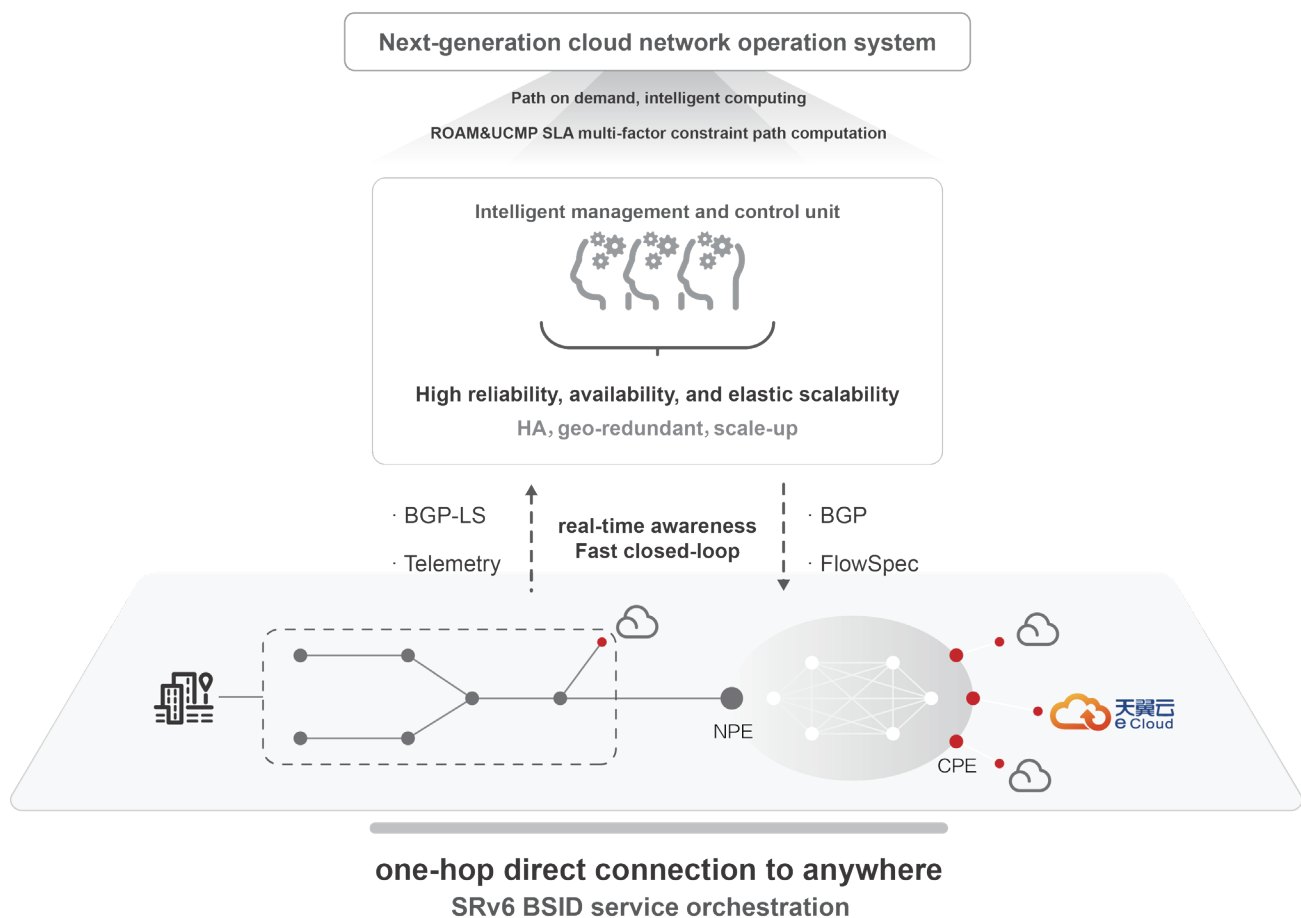 Next-generation cloud network operation system
Path on demand, intelligent computing
ROAM&UCMP SLA multi-factor constraint path computation
Intelligent management and control unit
High reliability, availability, and elastic scalability
HA, geo-redundant, scale-up
· BGP-LS
· Telemetry
real-time awareness
Fast closed-loop
· BGP
· FlowSpec
NPE
CPE
天翼云
e Cloud
one-hop direct connection to anywhere
SRv6 BSID service orchestration